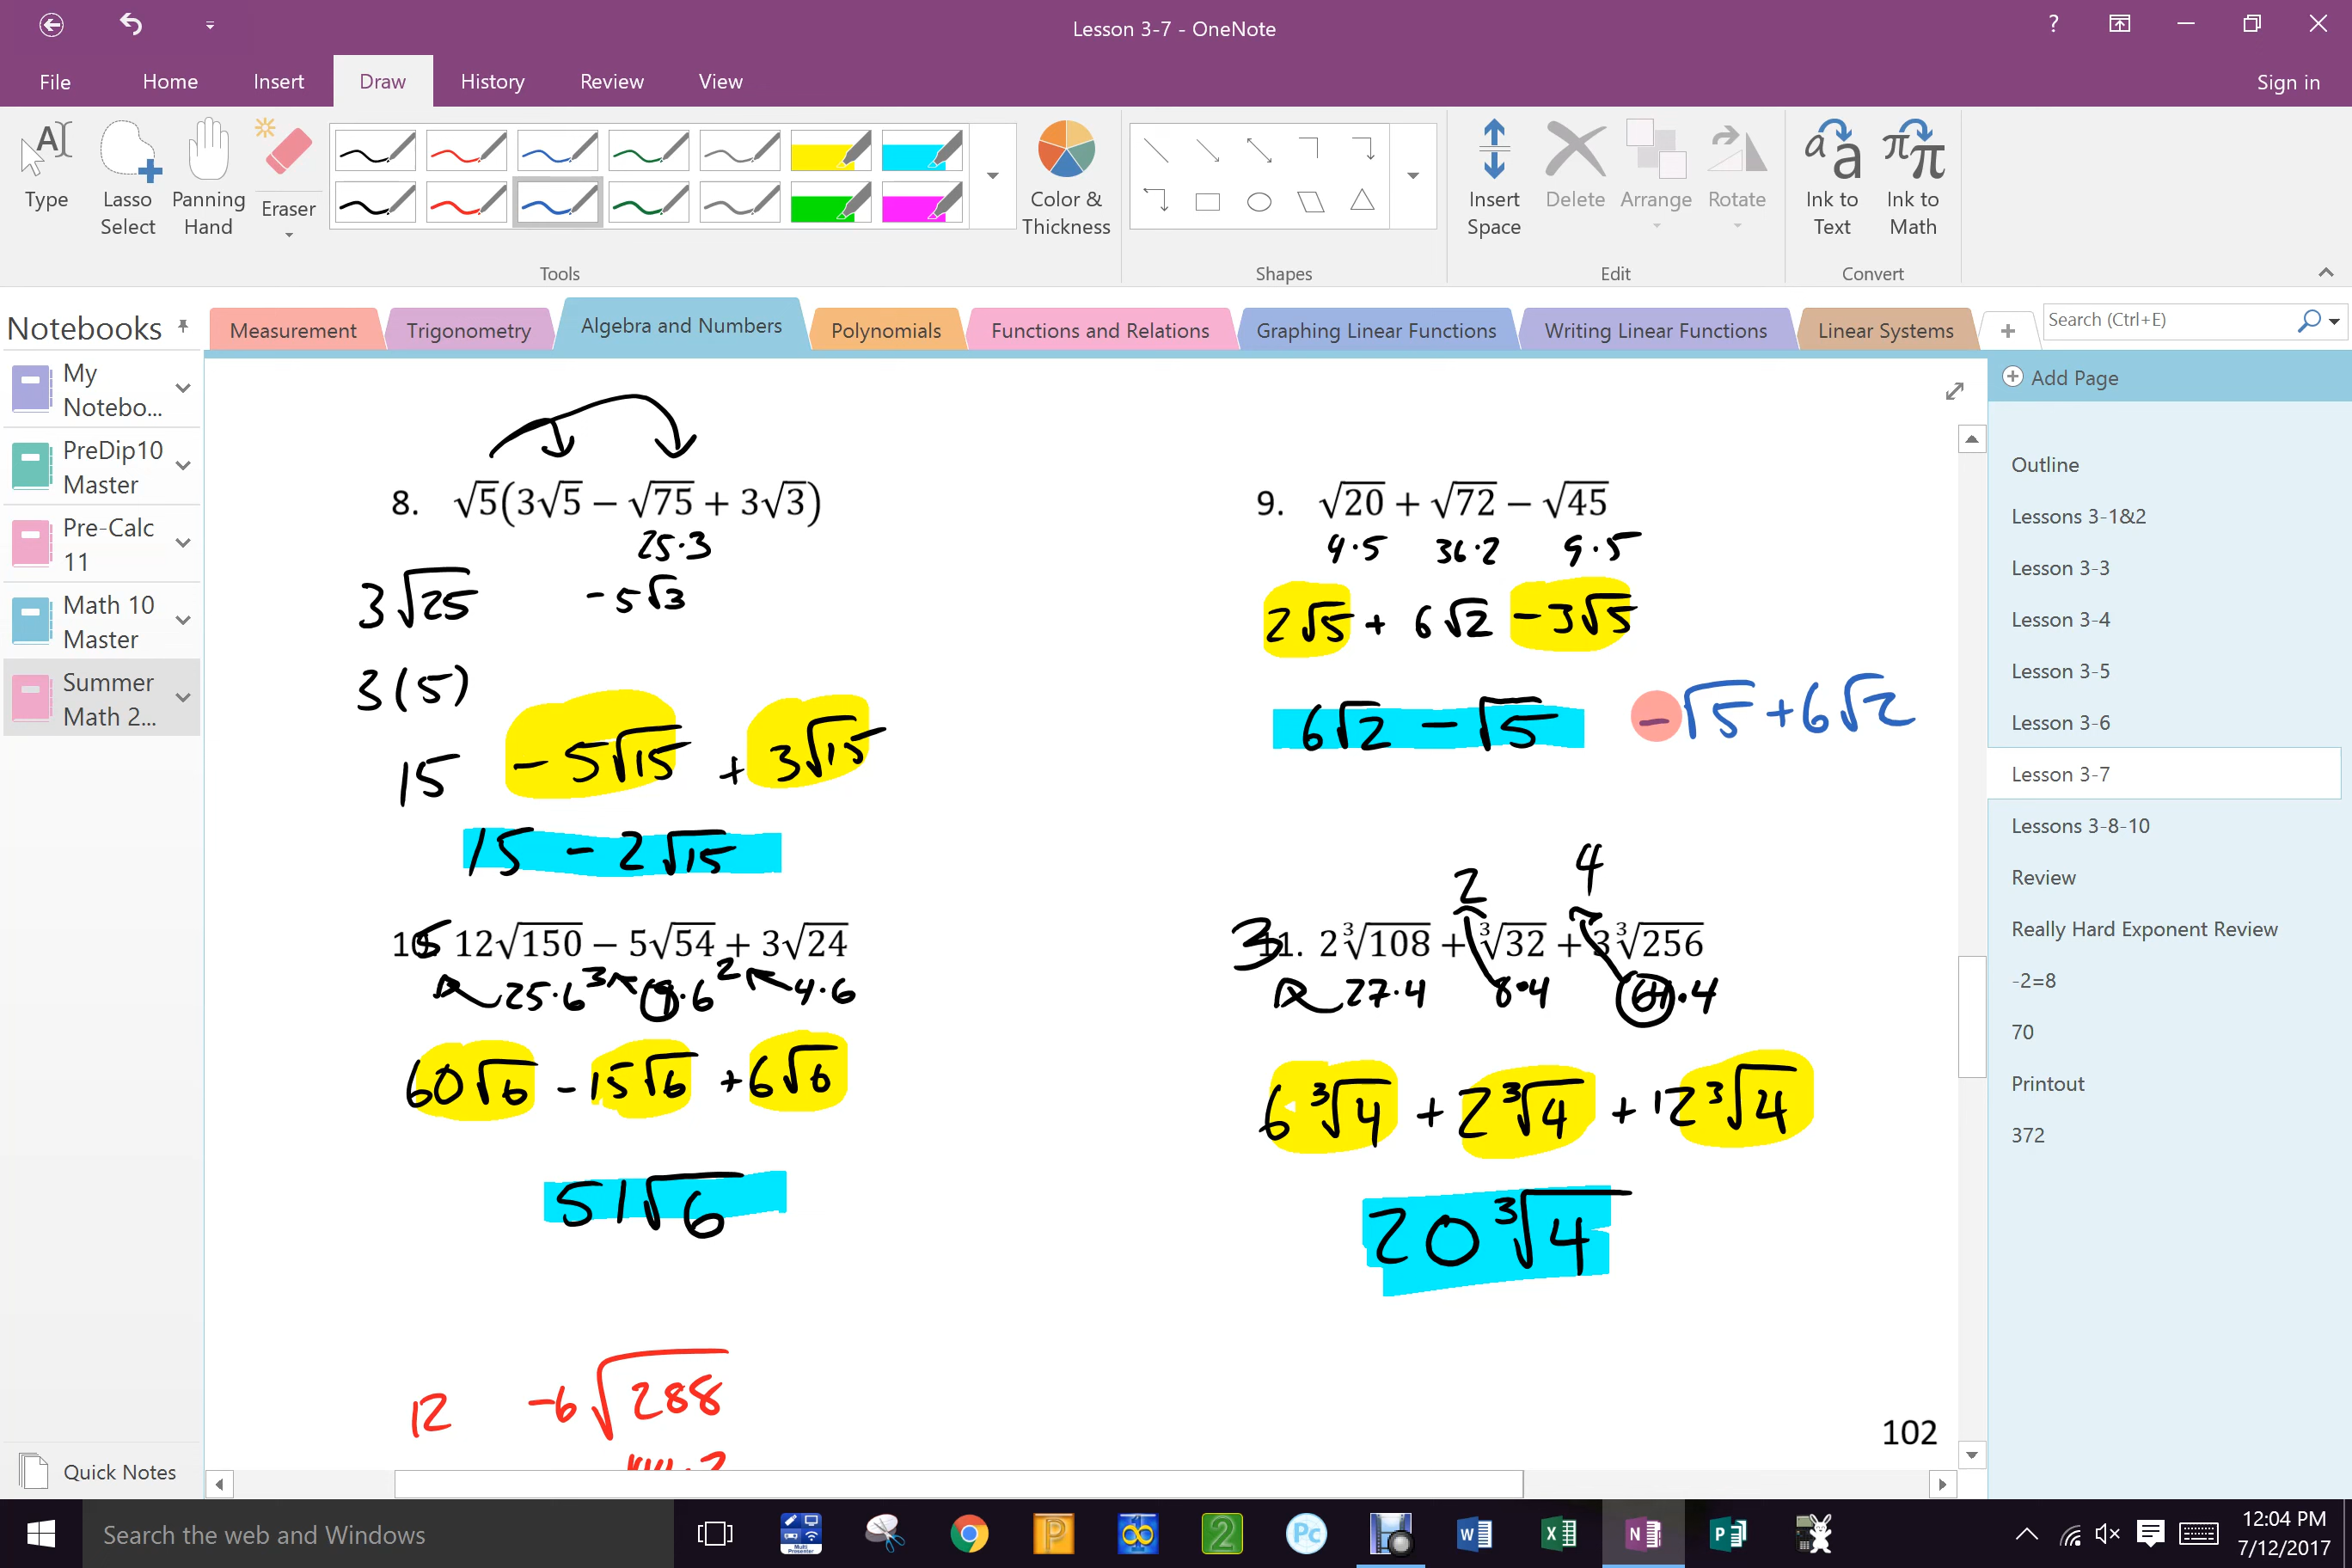 Lesson 3-7 - OneNote
?
File Home Insert Draw History Review View Sign in
Type
Lasso Select
Panning Hand
Eraser
Color & Thickness
Insert Space
Delete
Arrange
Rotate
Ink to Text
Ink to Math
Tools Shapes Edit Convert
Notebooks
Measurement Trigonometry Algebra and Numbers Polynomials Functions and Relations Graphing Linear Functions Writing Linear Functions Linear Systems +
Search (Ctrl+E)
My Notebo...
PreDip10 Master
Pre-Calc 11
Math 10 Master
Summer Math 2...
Quick Notes
8. √5(3√5 − √75 + 3√3)
25·3
3√25 -5√3
3(5)
15 -5√15 + 3√15
15 - 2√15
9. √20 + √72 − √45
4·5 36·2 9·5
2√5 + 6√2 -3√5
6√2 - √5 -√5 + 6√2
10. 12√150 − 5√54 + 3√24
5 25·6 3 9·6 2 4·6
60√6 - 15√6 + 6√6
51√6
2 4
11. 2∛108 + ∛32 + 3∛256
3 27·4 8·4 64·4
6∛4 + 2∛4 + 12∛4
20∛4
12 -6√288
102
Add Page
Outline
Lessons 3-1&2
Lesson 3-3
Lesson 3-4
Lesson 3-5
Lesson 3-6
Lesson 3-7
Lessons 3-8-10
Review
Really Hard Exponent Review
-2=8
70
Printout
372
Search the web and Windows
12:04 PM
7/12/2017